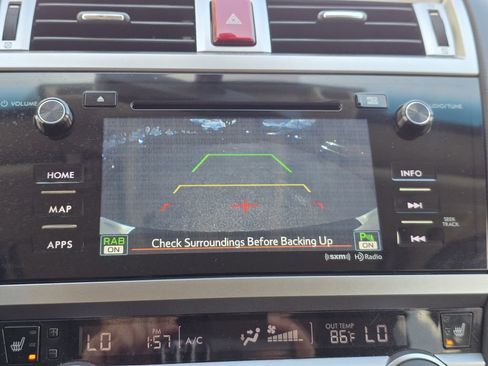 VOLUME
AUDIO/TUNE
HOME
INFO
MAP
SEEK
TRACK
APPS
RAB
ON
Check Surroundings Before Backing Up
ON
SXM
HD Radio
LO
PM
1:57
A/C
OUT TEMP
86°F
LO